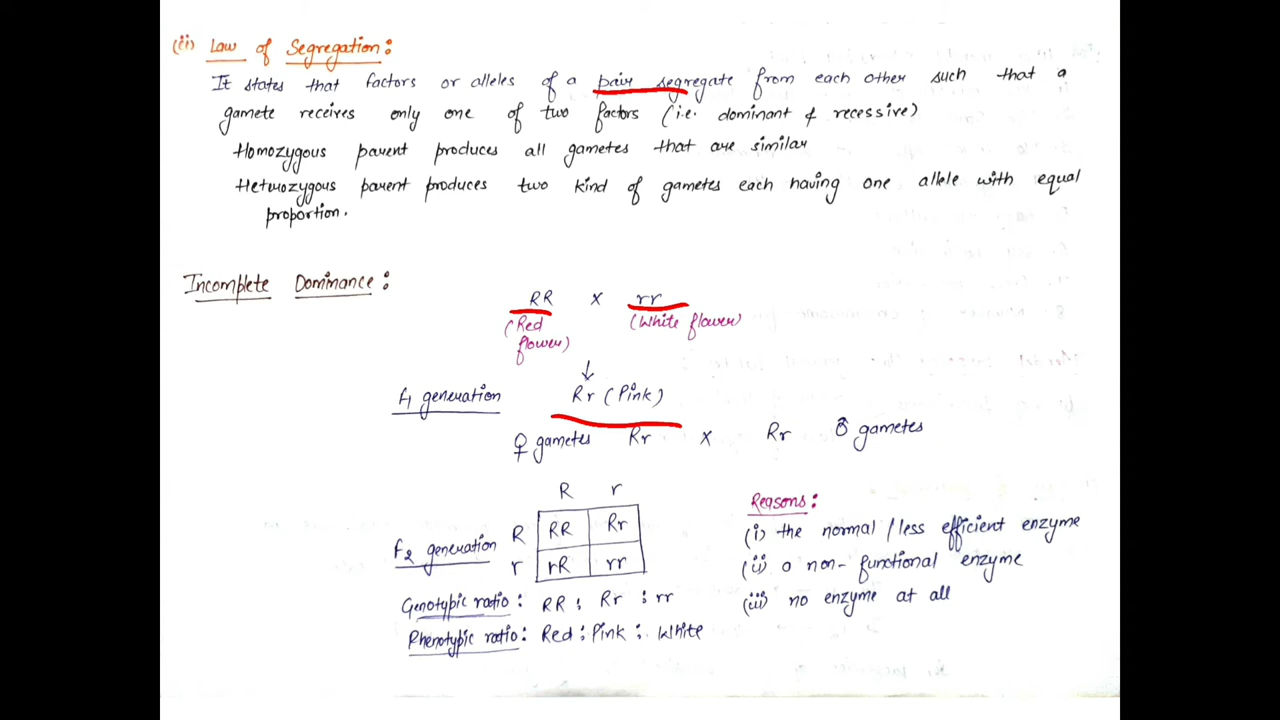 (ii) Law of Segregation:
It states that factors or alleles of a pair segregate from each other such that a
gamete receives only one of two factors (i.e. dominant & recessive)
Homozygous parent produces all gametes that are similar
Heterozygous parent produces two kind of gametes each having one allele with equal
proportion.
Incomplete Dominance:
RR x rr
(Red flower) (White flower)
↓
F1 generation Rr (Pink)
♀ gametes Rr x Rr ♂ gametes
R r
F2 generation R RR Rr
r rR rr
Genotypic ratio: RR : Rr : rr
Phenotypic ratio: Red : Pink : White
Reasons:
(i) the normal / less efficient enzyme
(ii) a non-functional enzyme
(iii) no enzyme at all